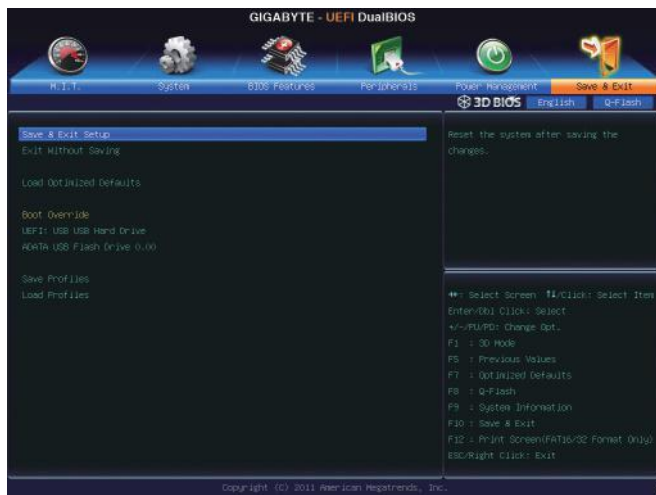 GIGABYTE - UEFI DualBIOS
M.I.T.
System
BIOS Features
Peripherals
Power Management
Save & Exit
3D BIOS
English
Q-Flash
Save & Exit Setup
Exit Without Saving
Load Optimized Defaults
Boot Override
UEFI: USB USB Hard Drive
ADATA USB Flash Drive 0.00
Save Profiles
Load Profiles
Reset the system after saving the
changes.
↔: Select Screen ↑↓/Click: Select Item
Enter/Dbl Click: Select
+/-/PU/PD: Change Opt.
F1 : 3D Mode
F5 : Previous Values
F7 : Optimized Defaults
F8 : Q-Flash
F9 : System Information
F10 : Save & Exit
F12 : Print Screen(FAT16/32 Format Only)
ESC/Right Click: Exit
Copyright (C) 2011 American Megatrends, Inc.